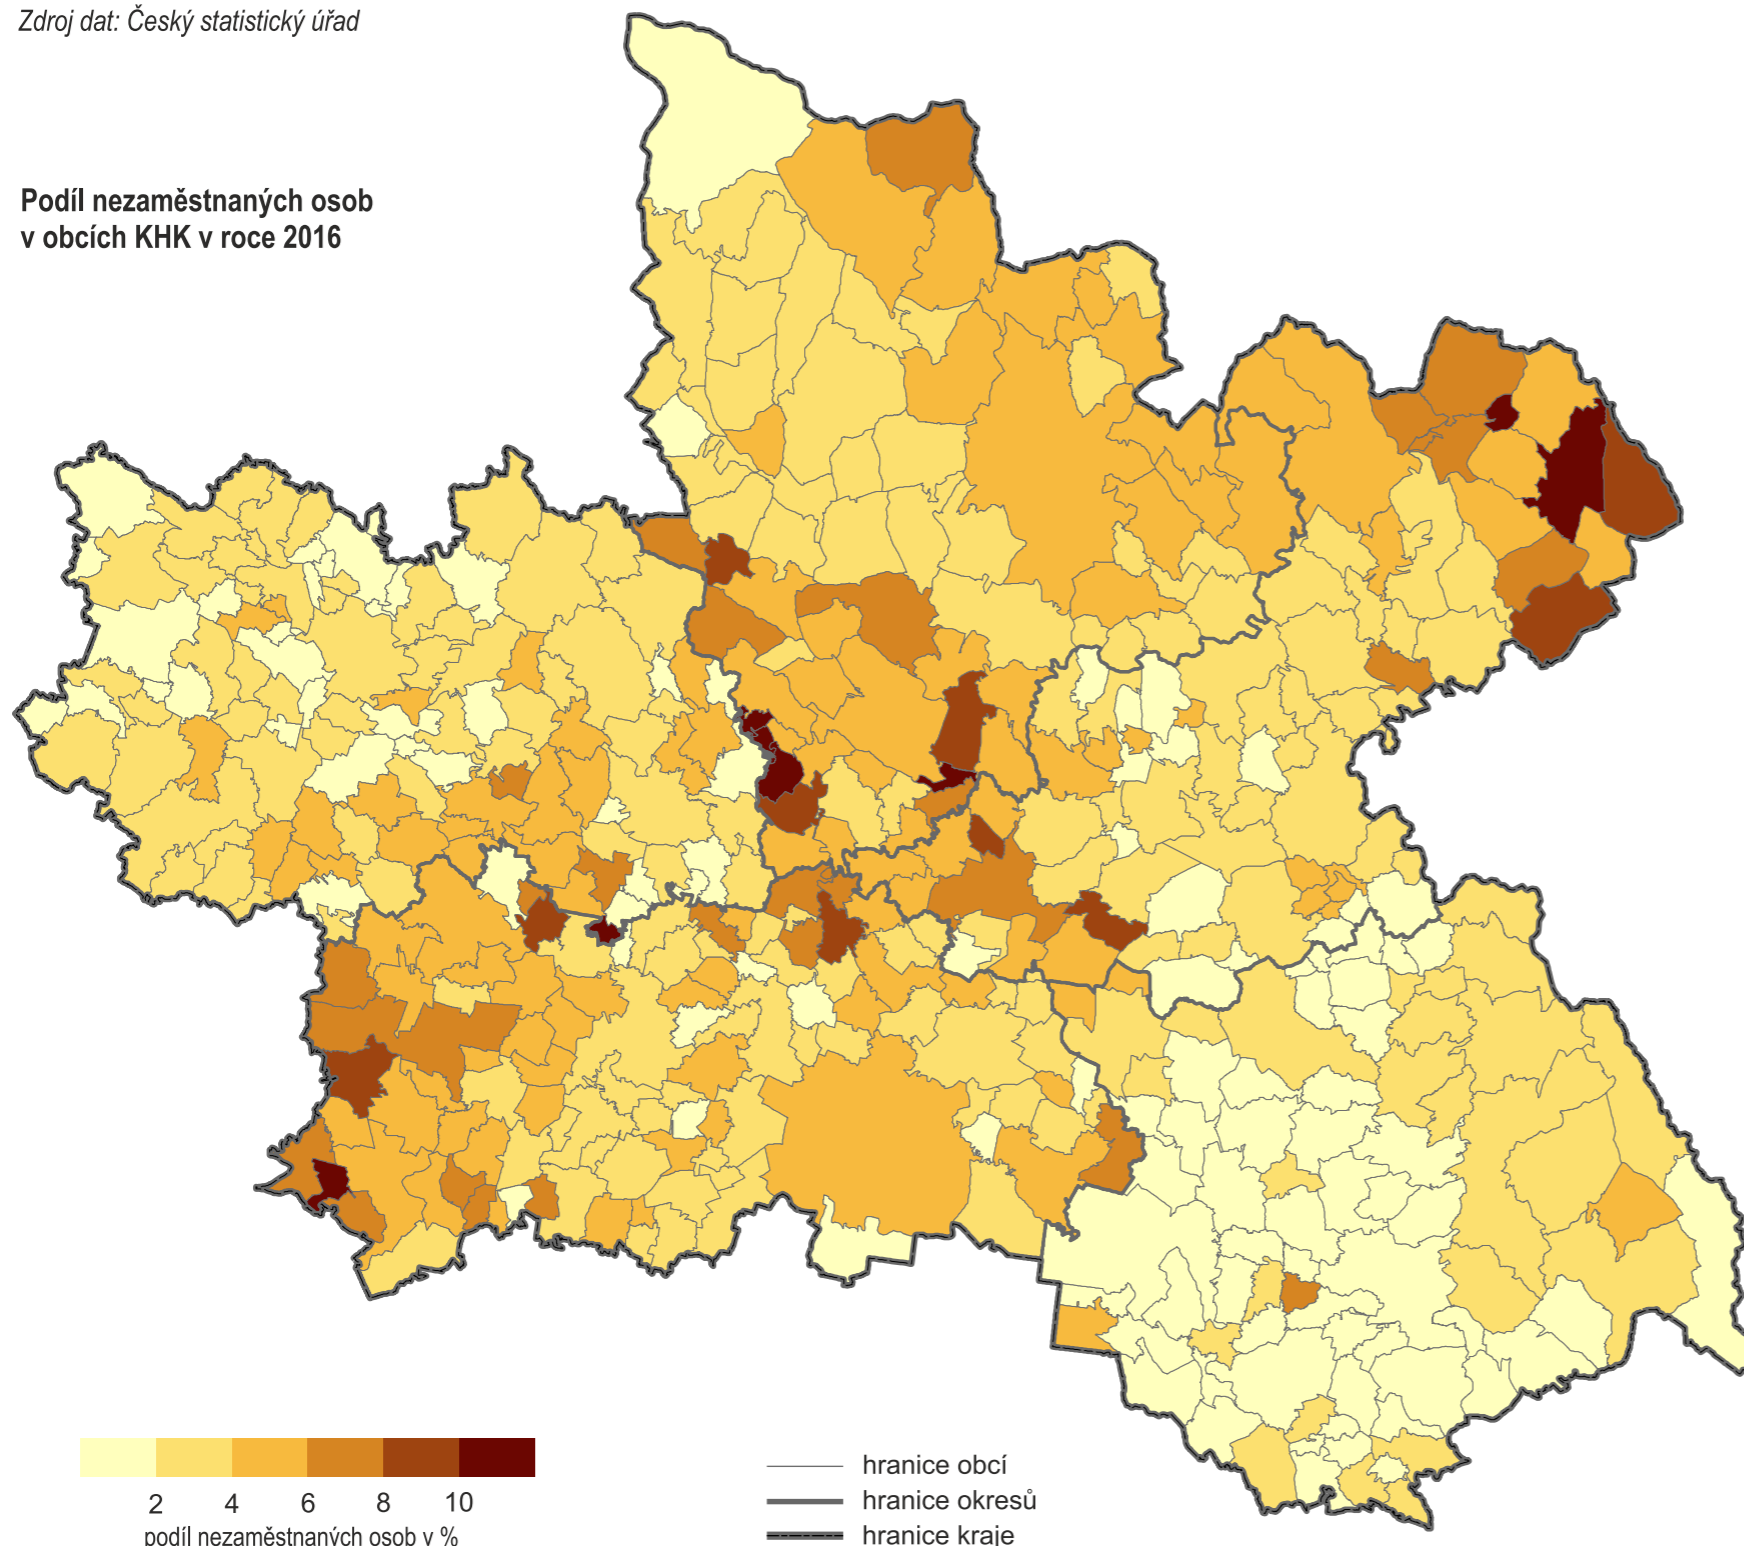 Zdroj dat: Český statistický úřad
Podíl nezaměstnaných osob
v obcích KHK v roce 2016
2 4 6 8 10
podíl nezaměstnaných osob v %
hranice obcí
hranice okresů
hranice kraje